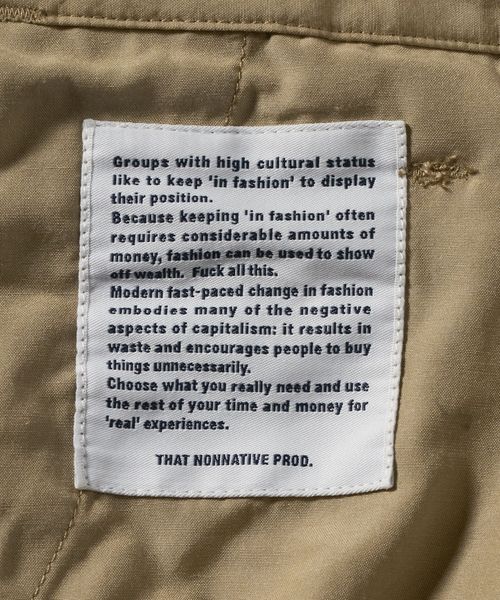 Groups with high cultural status
like to keep 'in fashion' to display
their position.
Because keeping 'in fashion' often
requires considerable amounts of
money, fashion can be used to show
off wealth. Fuck all this.
Modern fast-paced change in fashion
embodies many of the negative
aspects of capitalism: it results in
waste and encourages people to buy
things unnecessarily.
Choose what you really need and use
the rest of your time and money for
'real' experiences.
THAT NONNATIVE PROD.